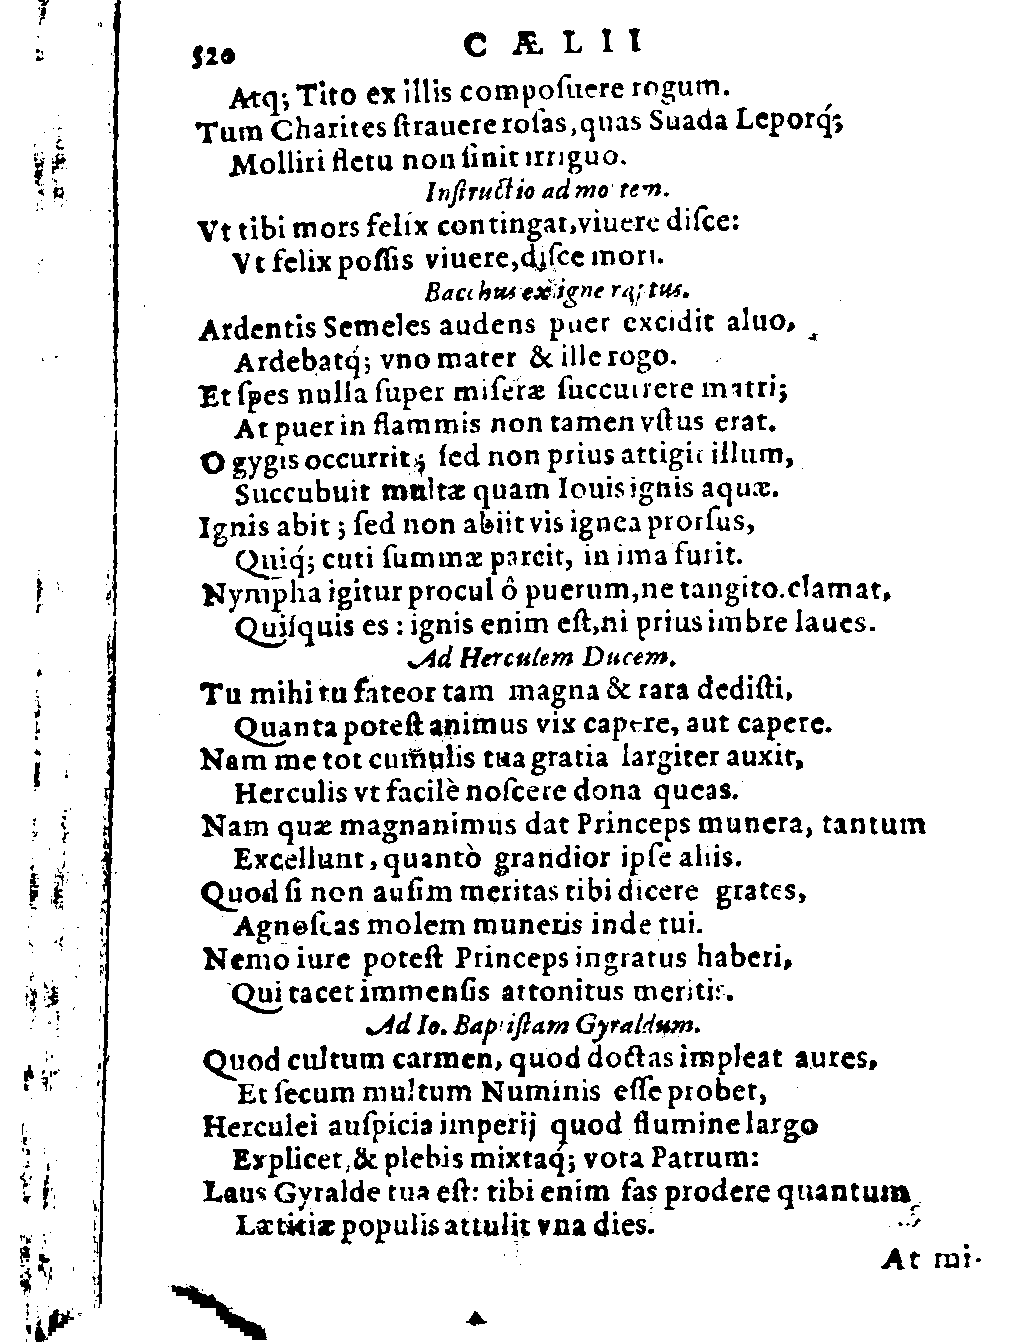 520 CÆLII
Atq; Tito ex illis composuere rogum.
Tum Charites ſtrauere roſas, quas Suada Leporq́;
Molliri fletu non ſinit irriguo.
Inſtructio ad mo tem.
Vt tibi mors felix contingat, viuere diſce:
Vt felix poſſis viuere, diſce mori.
Bacchus ex igne raptus.
Ardentis Semeles audens puer excidit aluo,
Ardebatq́; vno mater & ille rogo.
Et ſpes nulla ſuper miſeræ ſuccurrere matri;
At puer in flammis non tamen vſtus erat.
O gygis occurrit; ſed non prius attigit illum,
Succubuit multæ quam Iouis ignis aquæ.
Ignis abit; ſed non abiit vis ignea prorſus,
Quiq́; cuti ſummæ parcit, in ima furit.
Nympha igitur procul ô puerum, ne tangito. clamat,
Quiſquis es: ignis enim eſt, ni prius imbre laues.
Ad Herculem Ducem.
Tu mihi tu fateor tam magna & rara dediſti,
Quanta poteſt animus vix capere, aut capere.
Nam me tot cum̃ulis tua gratia largiter auxit,
Herculis vt facilè noſcere dona queas.
Nam quæ magnanimus dat Princeps munera, tantum
Excellunt, quantò grandior ipſe aliis.
Quod ſi non auſim meritas tibi dicere grates,
Agnoſcas molem muneris inde tui.
Nemo iure poteſt Princeps ingratus haberi,
Qui tacet immenſis attonitus meritis.
Ad Io. Baptiſtam Gyraldum.
Quod cultum carmen, quod doctas impleat aures,
Et ſecum multum Numinis eſſe probet,
Herculei auſpicia imperij quod flumine largo
Explicet, & plebis mixtaq́; vota Patrum:
Laus Gyralde tua eſt: tibi enim fas prodere quantum
Lætitiæ populis attulit vna dies.
At mi-